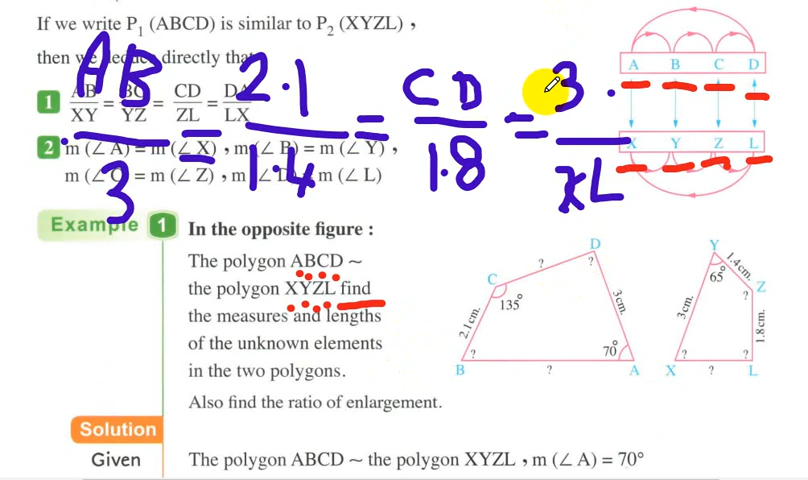 If we write P1 (ABCD) is similar to P2 (XYZL) ,
then we deduce directly that
1 AB/XY = BC/YZ = CD/ZL = DA/LX
2 m (∠ A) = m (∠ X) , m (∠ B) = m (∠ Y) ,
m (∠ C) = m (∠ Z) , m (∠ D) = m (∠ L)
AB/3 = 2.1/1.4 = CD/1.8 = 3/XL
A B C D
X Y Z L
Example 1 In the opposite figure :
The polygon ABCD ~
the polygon XYZL find
the measures and lengths
of the unknown elements
in the two polygons.
Also find the ratio of enlargement.
D
C
?
?
135°
2.1 cm.
3 cm.
70°
?
B
?
A
Y
65°
1.4 cm.
Z
?
3 cm.
1.8 cm.
?
?
X
?
L
Solution
Given The polygon ABCD ~ the polygon XYZL , m (∠ A) = 70°